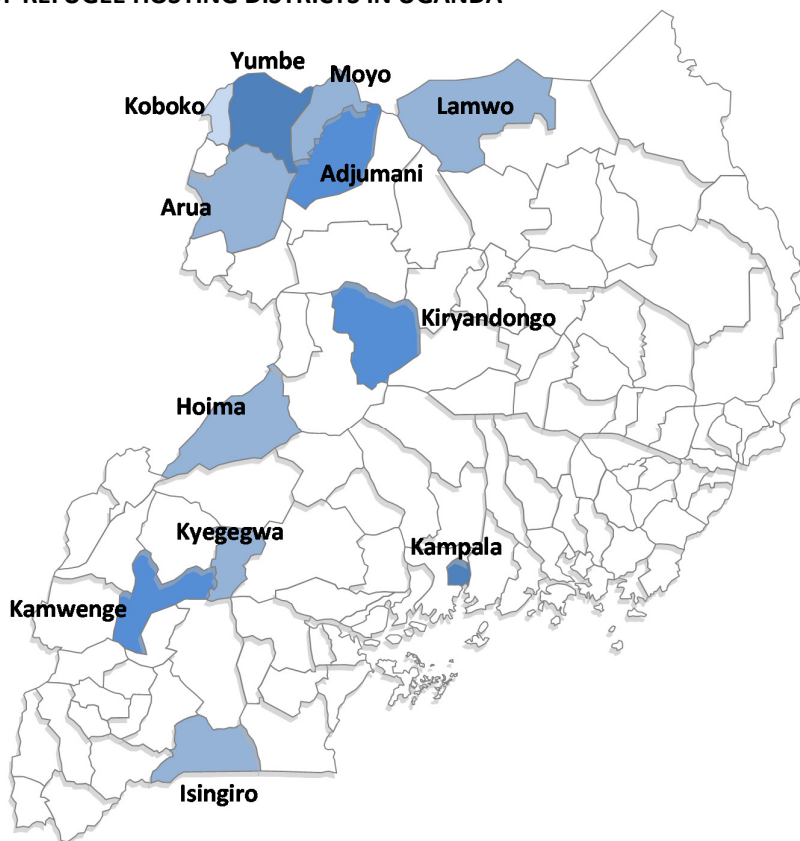 REFUGEE HOSTING DISTRICTS IN UGANDA
Yumbe
Moyo
Koboko
Lamwo
Adjumani
Arua
Kiryandongo
Hoima
Kyegegwa
Kampala
Kamwenge
Isingiro